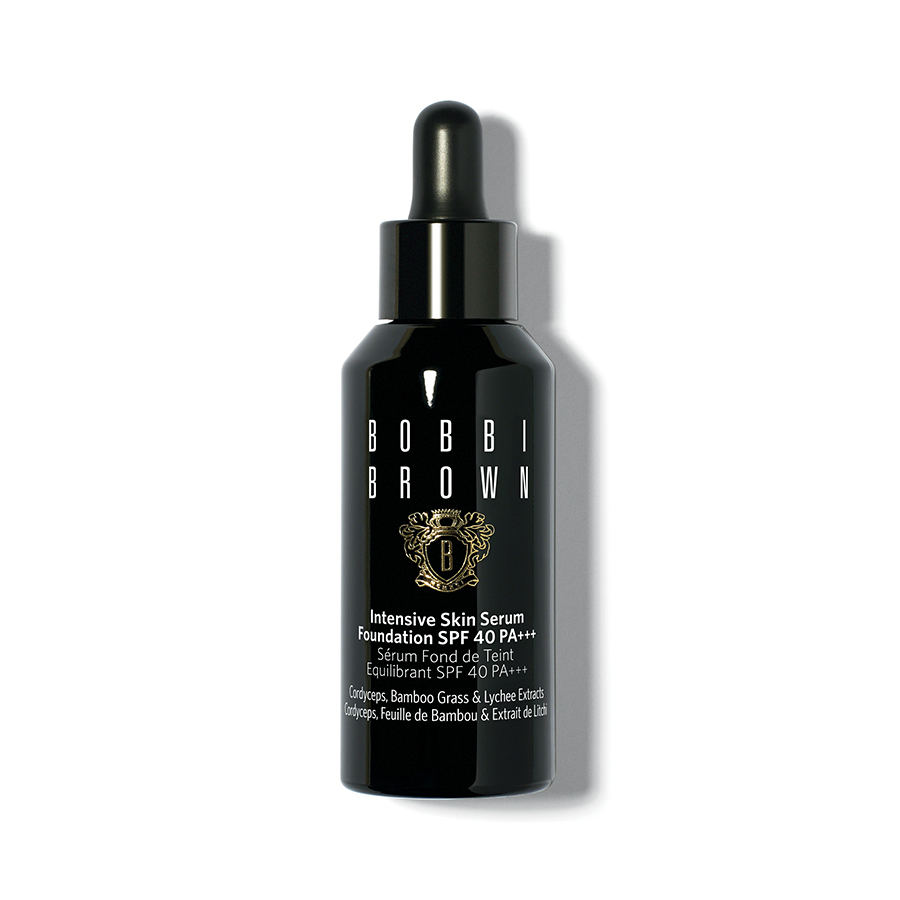 BOBBI
BROWN
B
Intensive Skin Serum
Foundation SPF 40 PA+++
Sérum Fond de Teint
Equilibrant SPF 40 PA+++
Cordyceps, Bamboo Grass & Lychee Extracts
Cordyceps, Feuille de Bambou & Extrait de Litchi